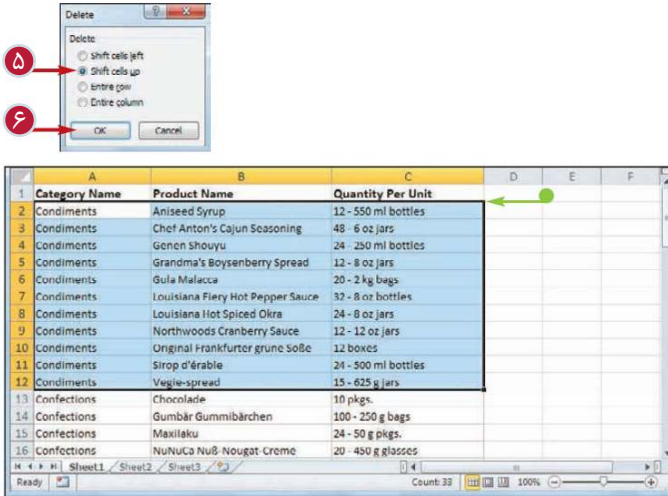 Delete
Delete
Shift cells left
۵
Shift cells up
Entire row
Entire column
۶
OK Cancel
A B C D E F
1 Category Name Product Name Quantity Per Unit
2 Condiments Aniseed Syrup 12 - 550 ml bottles
3 Condiments Chef Anton's Cajun Seasoning 48 - 6 oz jars
4 Condiments Genen Shouyu 24 - 250 ml bottles
5 Condiments Grandma's Boysenberry Spread 12 - 8 oz jars
6 Condiments Gula Malacca 20 - 2 kg bags
7 Condiments Louisiana Fiery Hot Pepper Sauce 32 - 8 oz bottles
8 Condiments Louisiana Hot Spiced Okra 24 - 8 oz jars
9 Condiments Northwoods Cranberry Sauce 12 - 12 oz jars
10 Condiments Original Frankfurter grüne Soße 12 boxes
11 Condiments Sirop d'érable 24 - 500 ml bottles
12 Condiments Vegie-spread 15 - 625 g jars
13 Confections Chocolade 10 pkgs.
14 Confections Gumbär Gummibärchen 100 - 250 g bags
15 Confections Maxilaku 24 - 50 g pkgs.
16 Confections NuNuCa Nuß-Nougat-Creme 20 - 450 g glasses
Sheet1 Sheet2 Sheet3
Ready Count: 33 100%